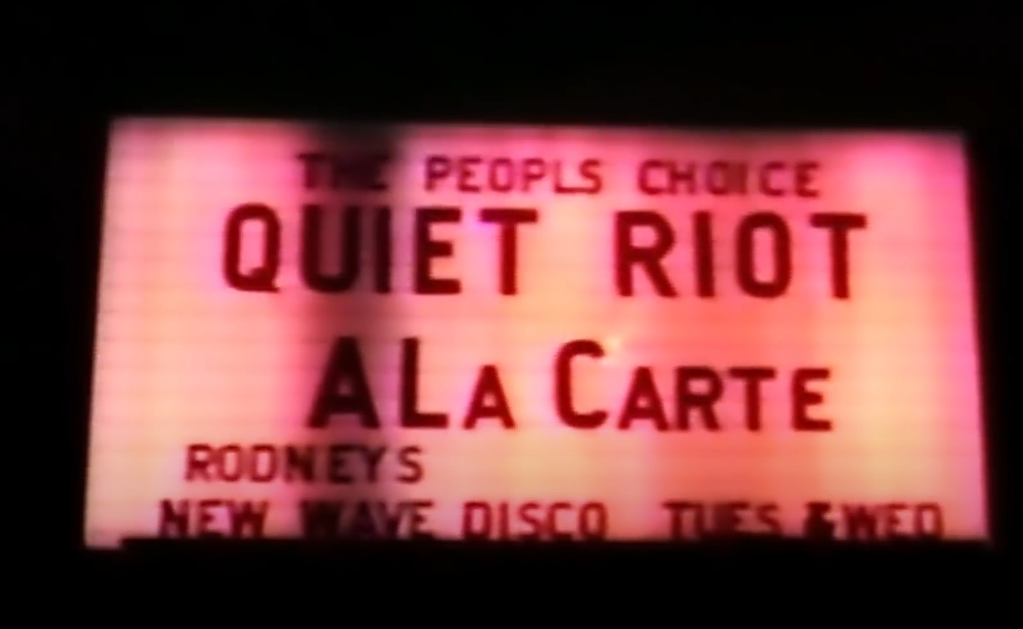 THE PEOPLS CHOICE
QUIET RIOT
ALA CARTE
RODNEYS
NEW WAVE DISCO TUES & WED